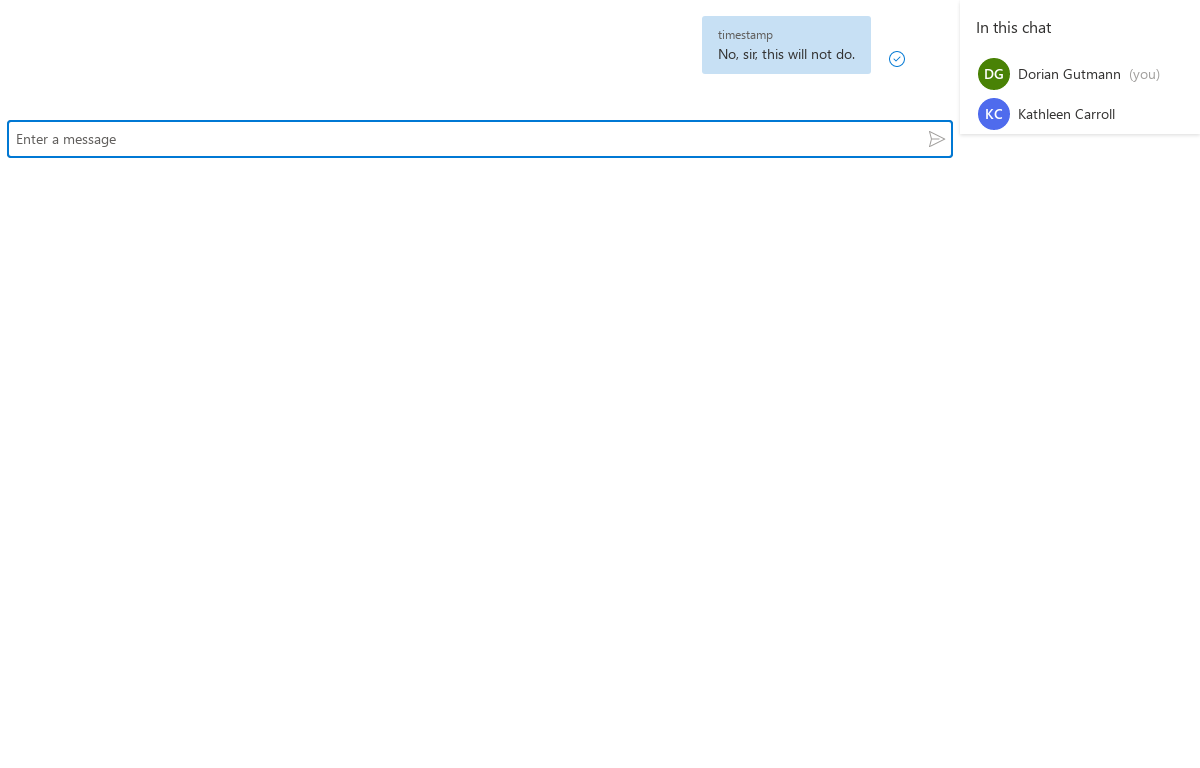 timestamp
No, sir, this will not do.
Enter a message
In this chat
DG Dorian Gutmann (you)
KC Kathleen Carroll